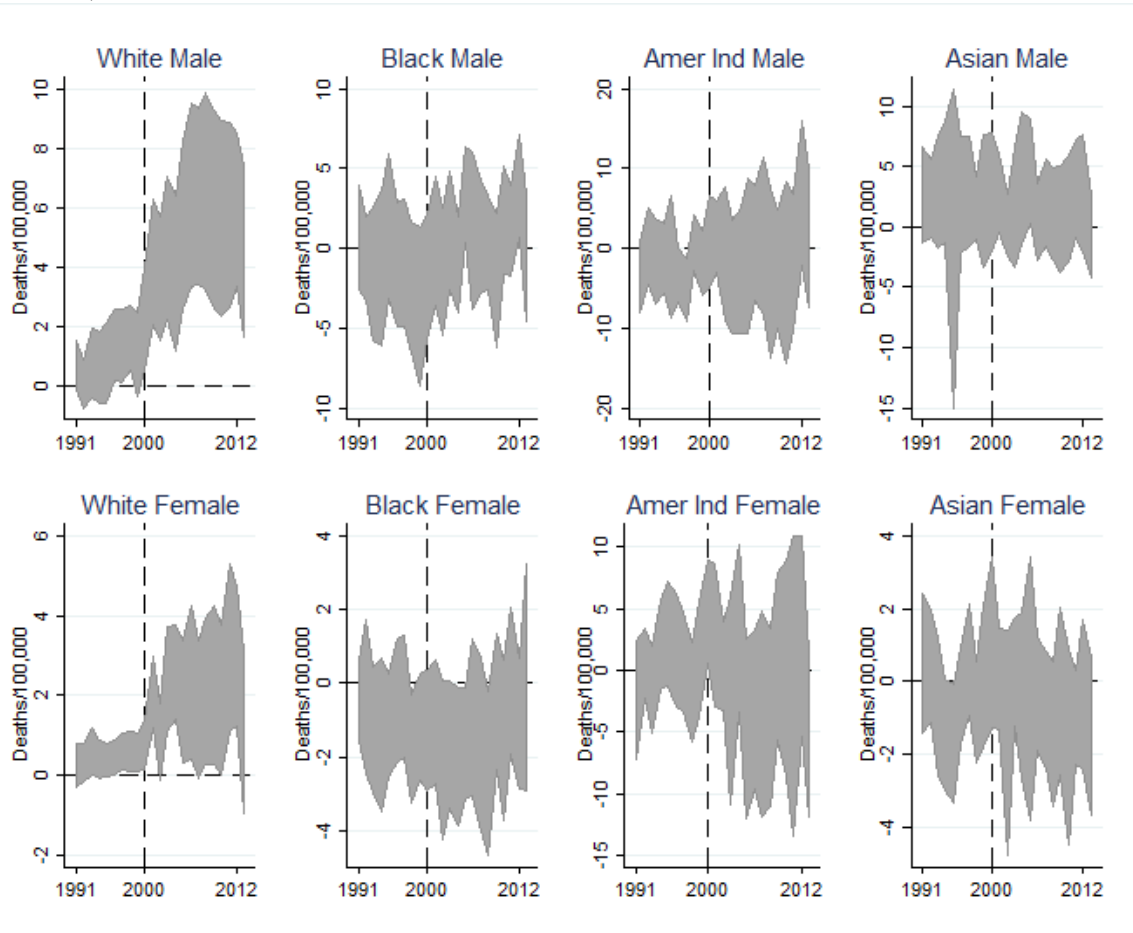 White Male
Black Male
Amer Ind Male
Asian Male
Deaths/100,000
10
8
6
4
2
0
1991 2000 2012
Deaths/100,000
10
5
0
-5
-10
1991 2000 2012
Deaths/100,000
20
10
0
-10
-20
1991 2000 2012
Deaths/100,000
10
5
0
-5
-10
-15
1991 2000 2012
White Female
Black Female
Amer Ind Female
Asian Female
Deaths/100,000
6
4
2
0
-2
1991 2000 2012
Deaths/100,000
4
2
0
-2
-4
1991 2000 2012
Deaths/100,000
10
5
0
-5
-10
-15
1991 2000 2012
Deaths/100,000
4
2
0
-2
-4
1991 2000 2012